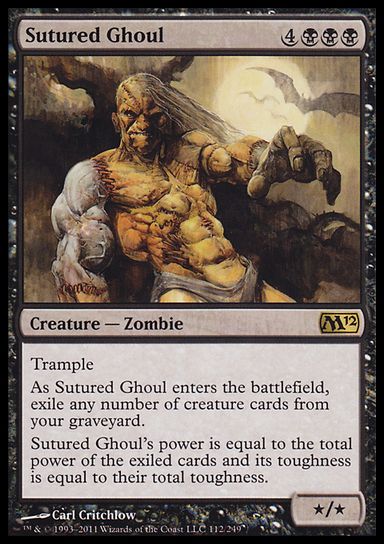 Sutured Ghoul 4
Creature — Zombie M12
Trample
As Sutured Ghoul enters the battlefield,
exile any number of creature cards from
your graveyard.
Sutured Ghoul's power is equal to the total
power of the exiled cards and its toughness
is equal to their total toughness.
Carl Critchlow
™ & © 1993–2011 Wizards of the Coast LLC 112/249
*/*